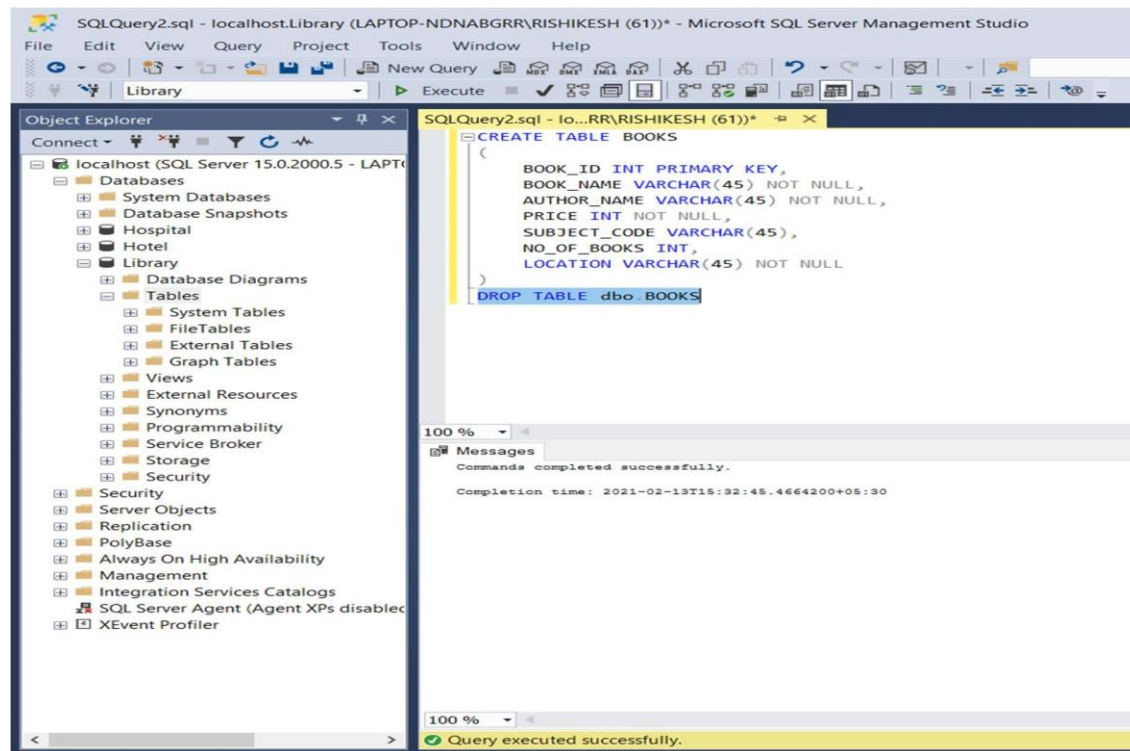 SQLQuery2.sql - localhost.Library (LAPTOP-NDNABGRR\RISHIKESH (61))* - Microsoft SQL Server Management Studio
File Edit View Query Project Tools Window Help
New Query MDX DMX XMLA DAX
Library Execute
Object Explorer
Connect
localhost (SQL Server 15.0.2000.5 - LAPT
Databases
System Databases
Database Snapshots
Hospital
Hotel
Library
Database Diagrams
Tables
System Tables
FileTables
External Tables
Graph Tables
Views
External Resources
Synonyms
Programmability
Service Broker
Storage
Security
Security
Server Objects
Replication
PolyBase
Always On High Availability
Management
Integration Services Catalogs
SQL Server Agent (Agent XPs disabled
XEvent Profiler
SQLQuery2.sql - lo...RR\RISHIKESH (61))*
CREATE TABLE BOOKS
(
BOOK_ID INT PRIMARY KEY,
BOOK_NAME VARCHAR(45) NOT NULL,
AUTHOR_NAME VARCHAR(45) NOT NULL,
PRICE INT NOT NULL,
SUBJECT_CODE VARCHAR(45),
NO_OF_BOOKS INT,
LOCATION VARCHAR(45) NOT NULL
)
DROP TABLE dbo.BOOKS
100 %
Messages
Commands completed successfully.
Completion time: 2021-02-13T15:32:45.4664200+05:30
100 %
Query executed successfully.